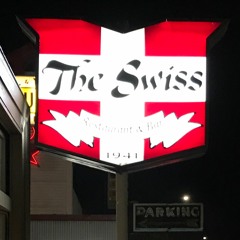 The Swiss
Restaurant & Bar
1941
PARKING